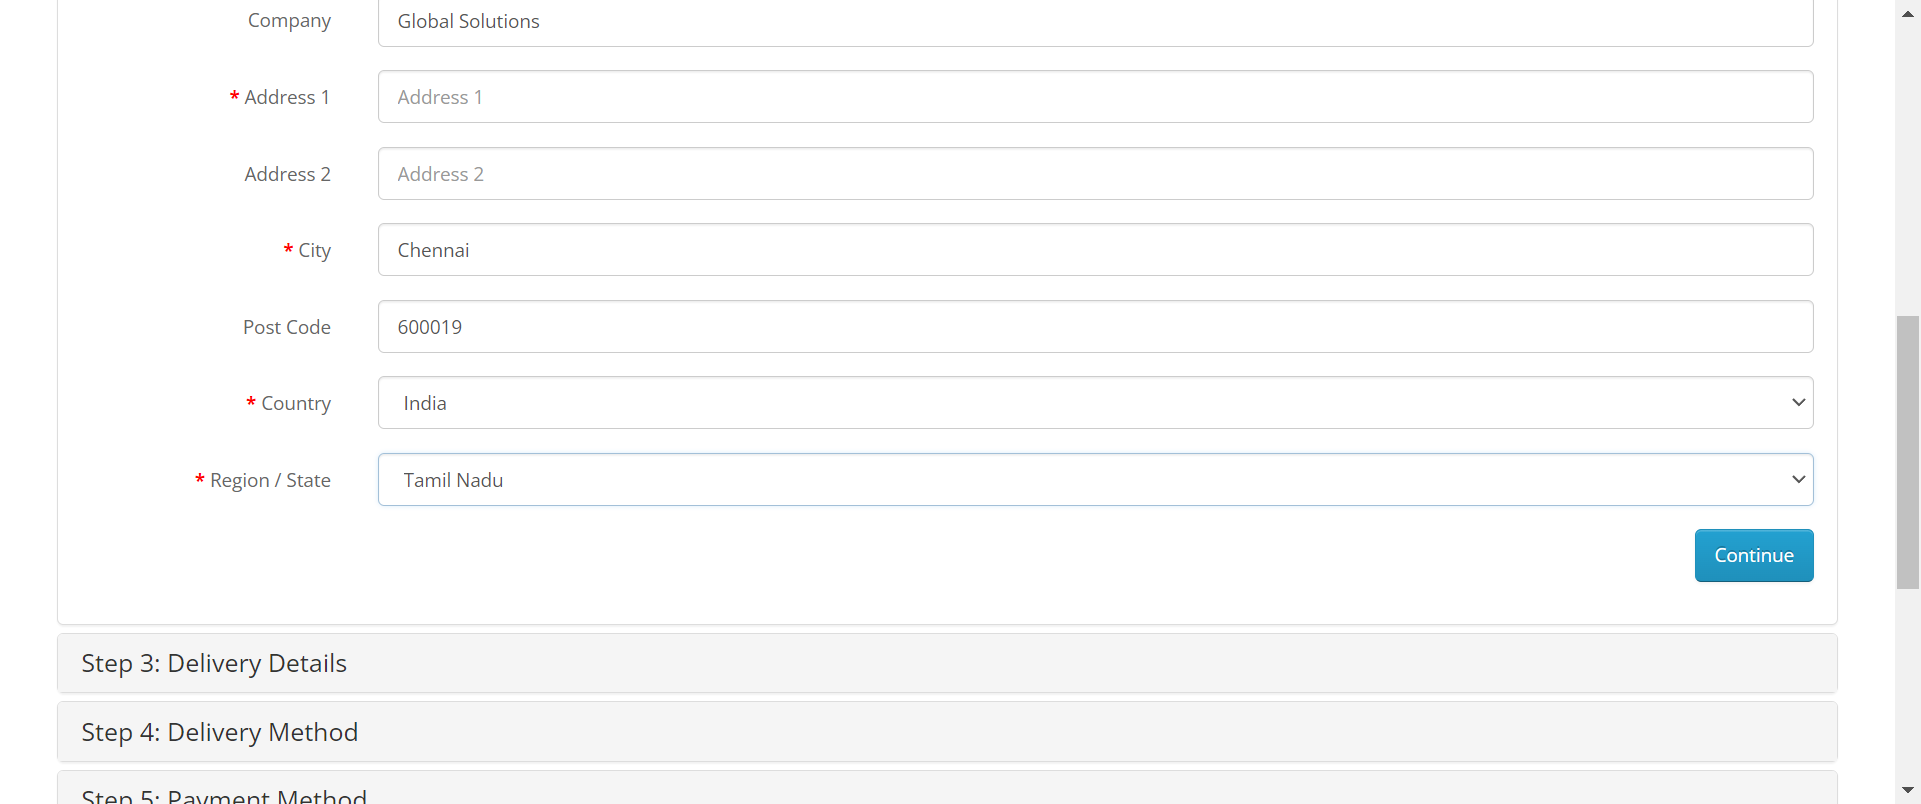 Company
Global Solutions
* Address 1
Address 1
Address 2
Address 2
* City
Chennai
Post Code
600019
* Country
India
* Region / State
Tamil Nadu
Continue
Step 3: Delivery Details
Step 4: Delivery Method
Step 5: Payment Method